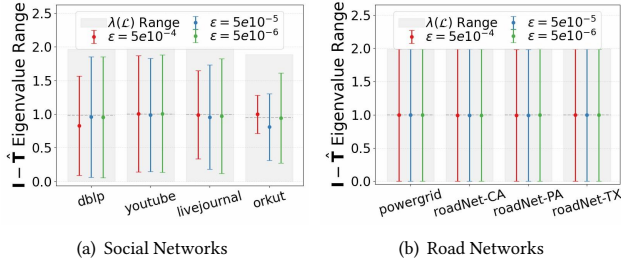 λ(𝓛) Range
ε = 5e10⁻⁴
ε = 5e10⁻⁵
ε = 5e10⁻⁶
I − T̂ Eigenvalue Range
2.5
2.0
1.5
1.0
0.5
0.0
dblp
youtube
livejournal
orkut
(a) Social Networks
λ(𝓛) Range
ε = 5e10⁻⁴
ε = 5e10⁻⁵
ε = 5e10⁻⁶
I − T̂ Eigenvalue Range
2.5
2.0
1.5
1.0
0.5
0.0
powergrid
roadNet-CA
roadNet-PA
roadNet-TX
(b) Road Networks